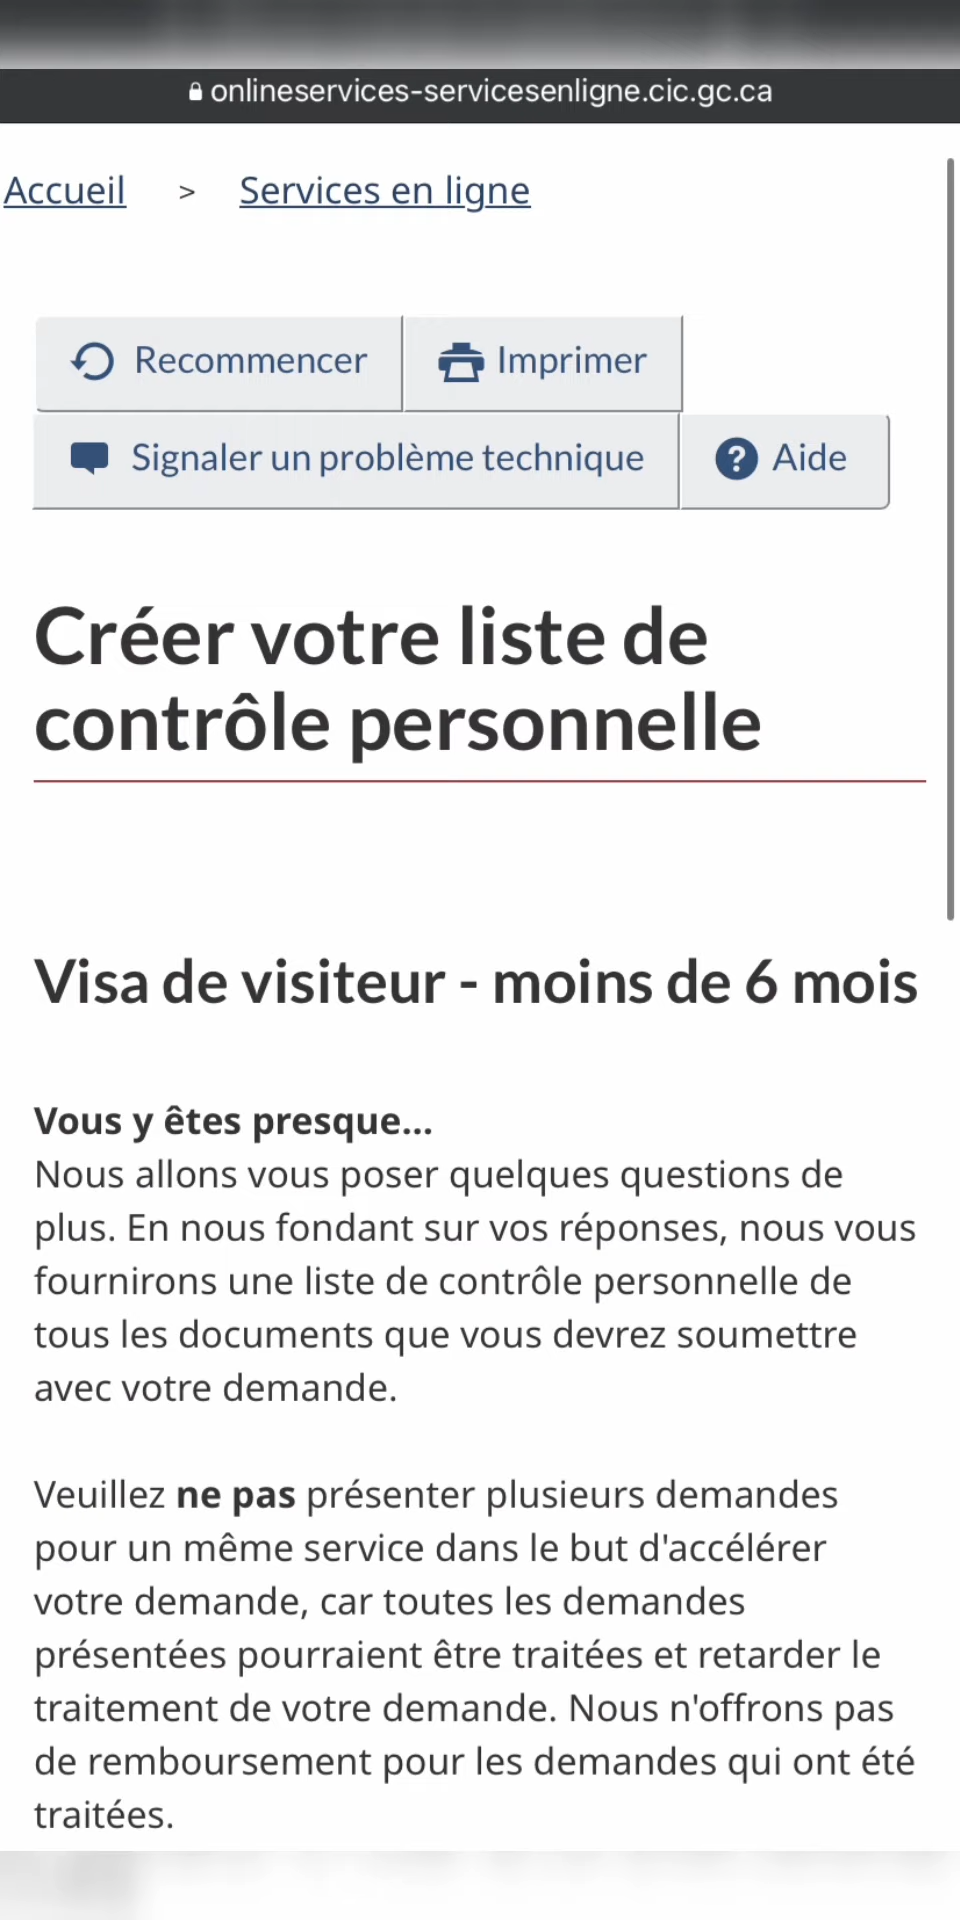 onlineservices-servicesenligne.cic.gc.ca
Accueil > Services en ligne
Recommencer Imprimer
Signaler un problème technique Aide
Créer votre liste de
contrôle personnelle
Visa de visiteur - moins de 6 mois
Vous y êtes presque...
Nous allons vous poser quelques questions de
plus. En nous fondant sur vos réponses, nous vous
fournirons une liste de contrôle personnelle de
tous les documents que vous devrez soumettre
avec votre demande.
Veuillez ne pas présenter plusieurs demandes
pour un même service dans le but d'accélérer
votre demande, car toutes les demandes
présentées pourraient être traitées et retarder le
traitement de votre demande. Nous n'offrons pas
de remboursement pour les demandes qui ont été
traitées.